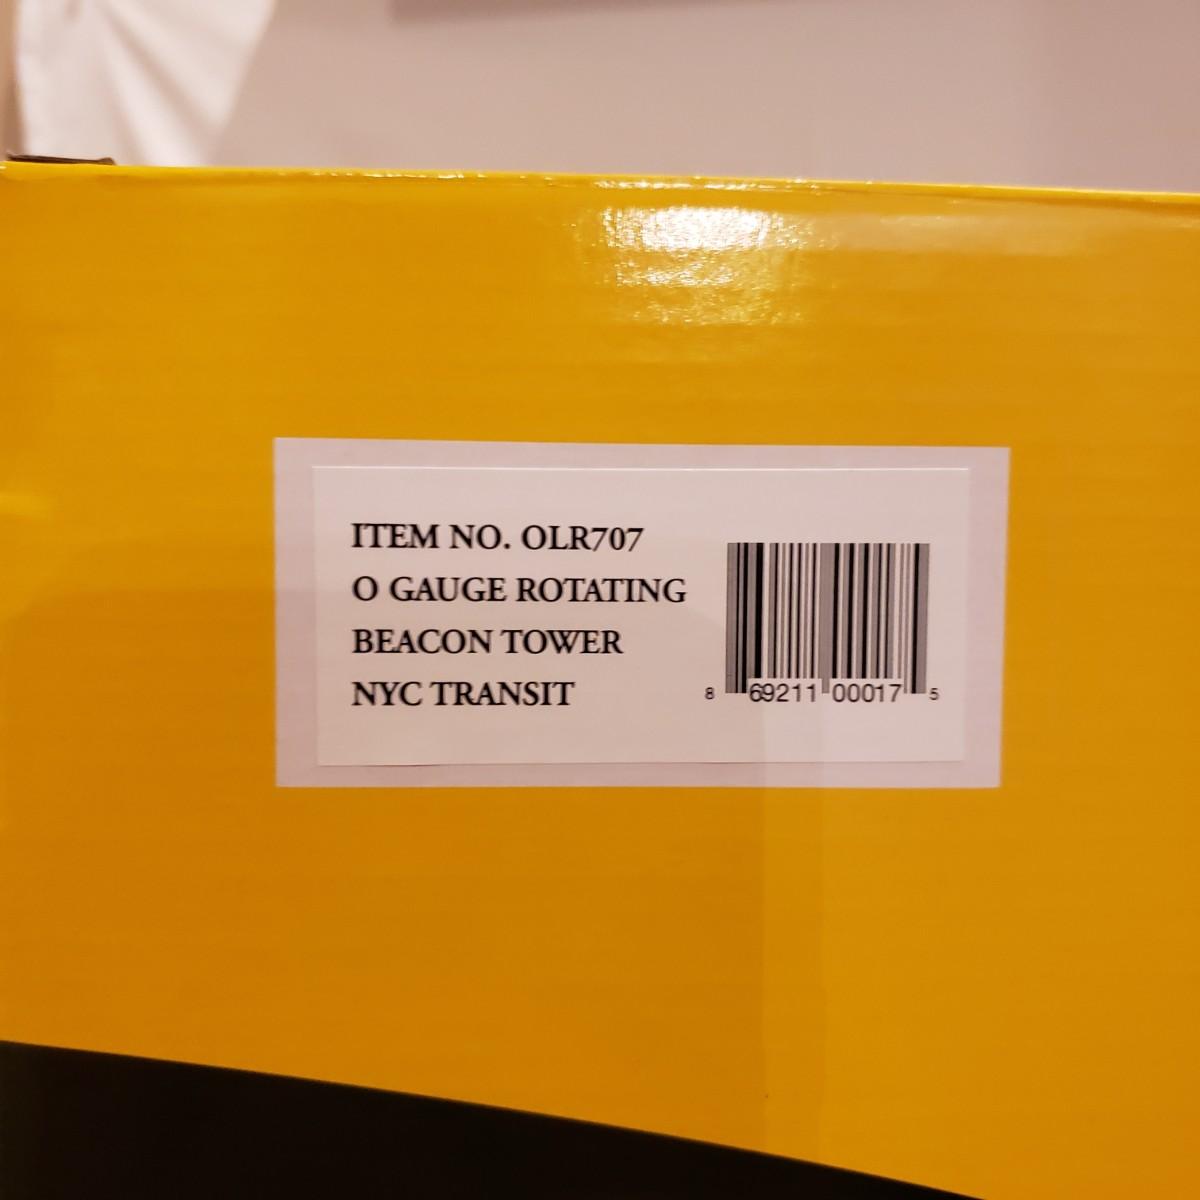 ITEM NO. OLR707
O GAUGE ROTATING
BEACON TOWER
NYC TRANSIT
8 69211 00017 5